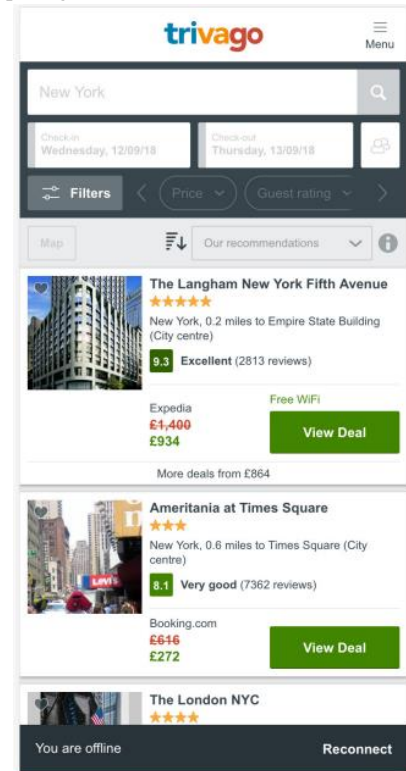 trivago
Menu
New York
Check-in
Wednesday, 12/09/18
Check-out
Thursday, 13/09/18
Filters
Price
Guest rating
Map
Our recommendations
The Langham New York Fifth Avenue
New York, 0.2 miles to Empire State Building
(City centre)
9.3 Excellent (2813 reviews)
Free WiFi
Expedia
£1,400
£934
View Deal
More deals from £864
Ameritania at Times Square
New York, 0.6 miles to Times Square (City
centre)
Levi's
8.1 Very good (7362 reviews)
Booking.com
£616
£272
View Deal
The London NYC
You are offline
Reconnect